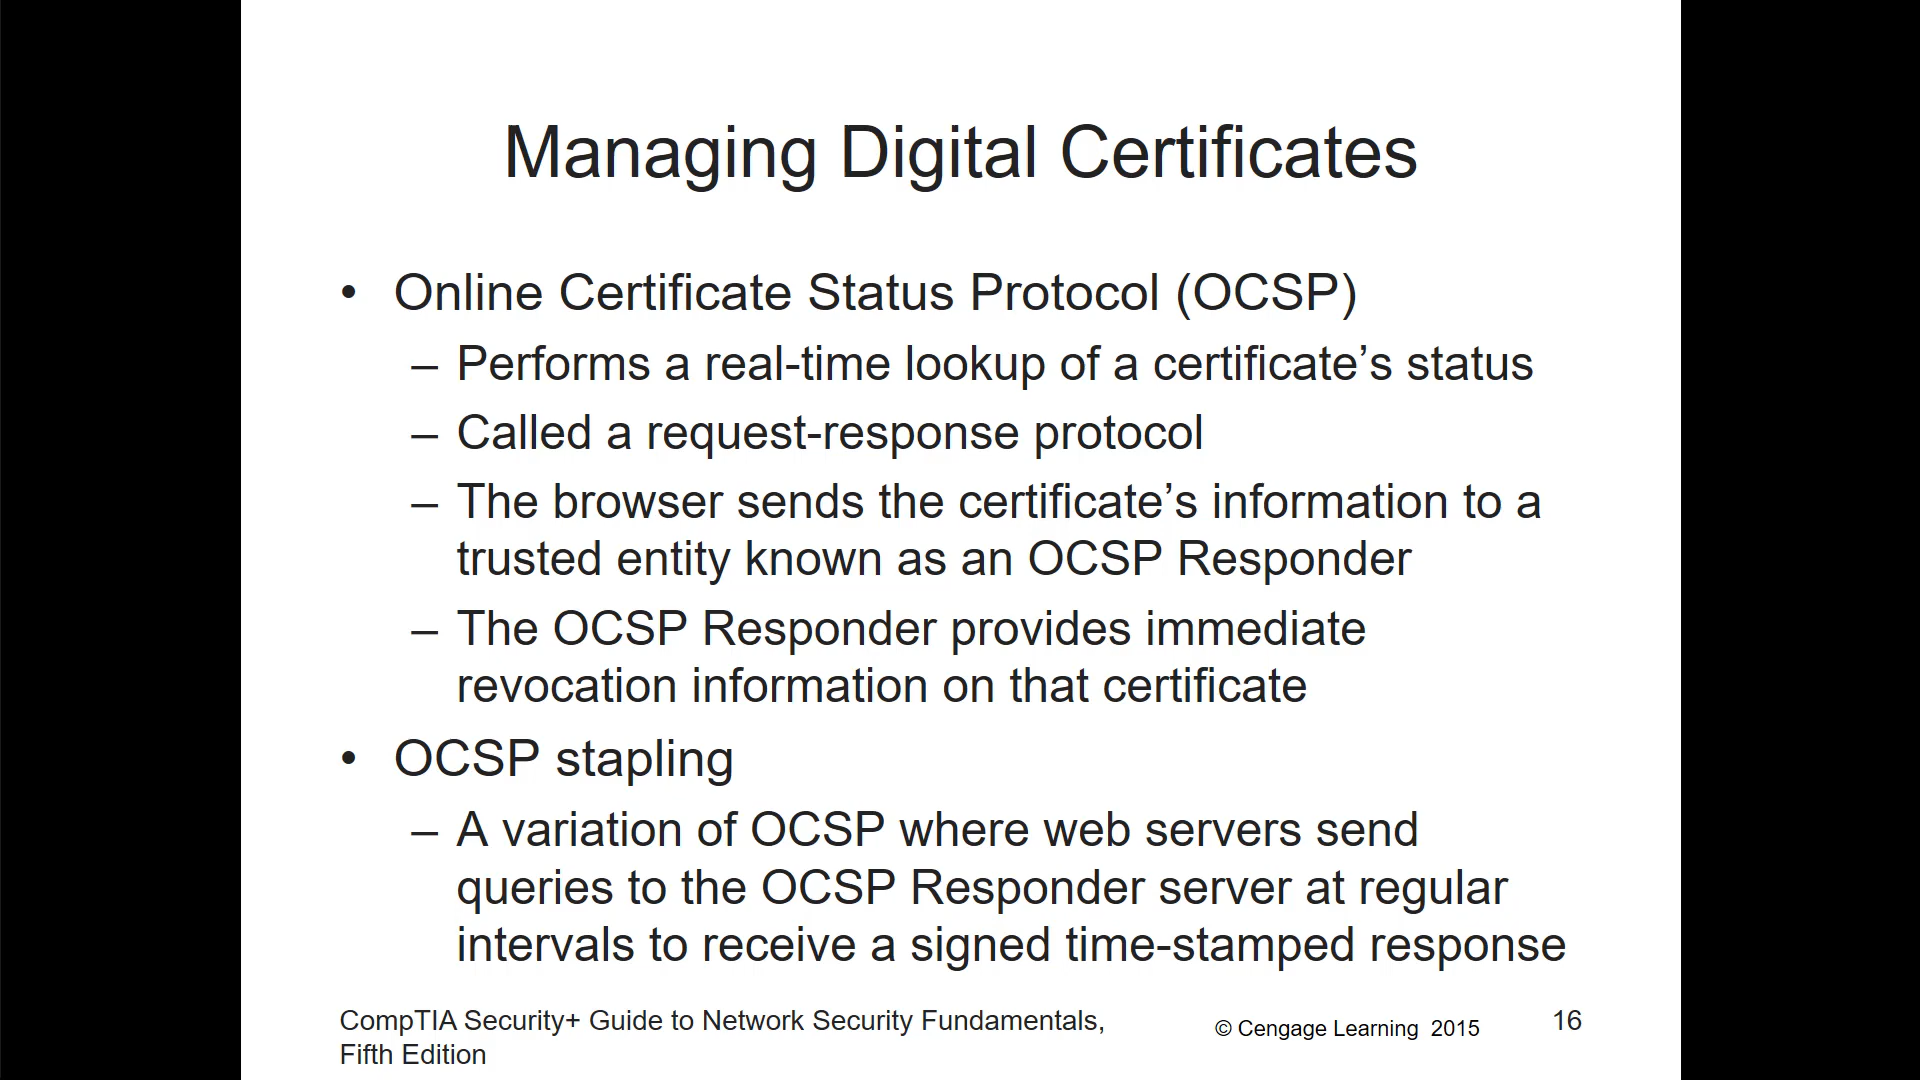 Managing Digital Certificates
• Online Certificate Status Protocol (OCSP)
– Performs a real-time lookup of a certificate’s status
– Called a request-response protocol
– The browser sends the certificate’s information to a
trusted entity known as an OCSP Responder
– The OCSP Responder provides immediate
revocation information on that certificate
• OCSP stapling
– A variation of OCSP where web servers send
queries to the OCSP Responder server at regular
intervals to receive a signed time-stamped response
CompTIA Security+ Guide to Network Security Fundamentals,
Fifth Edition
© Cengage Learning 2015
16